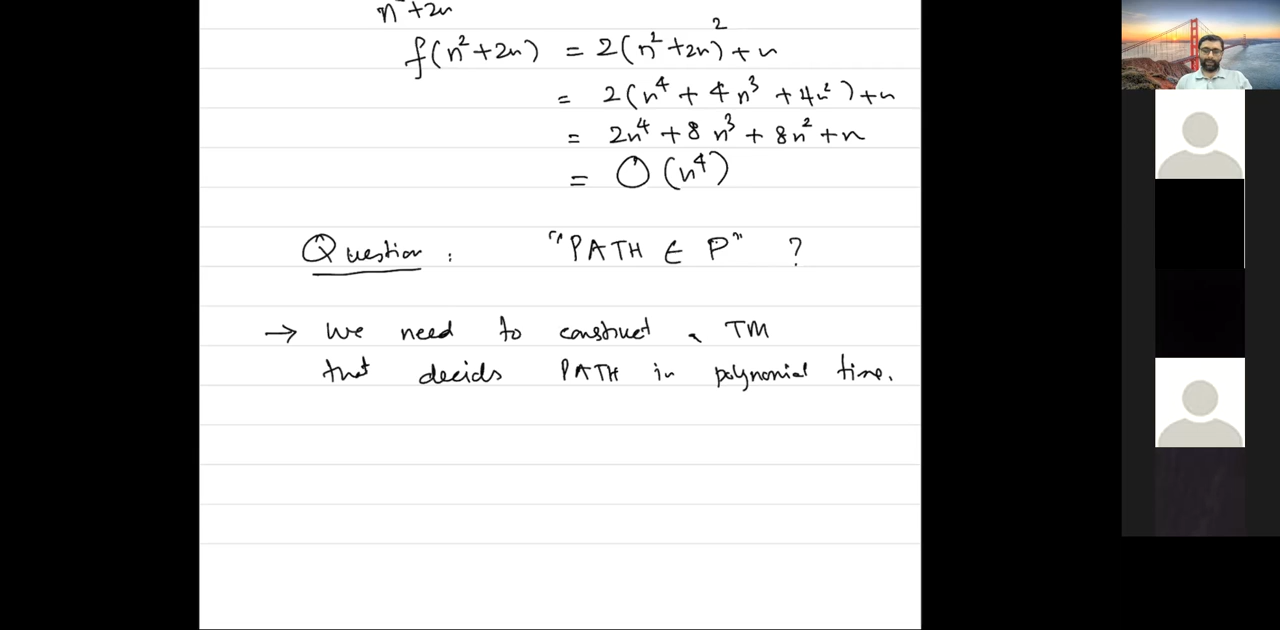 n²+2n
f(n²+2n) = 2(n²+2n)²+n
= 2(n⁴ + 4n³ + 4n²)+n
= 2n⁴ + 8n³ + 8n² + n
= O(n⁴)
Question : "PATH ∈ P" ?
→ We need to construct a TM
that decids PATH in polynomial time.